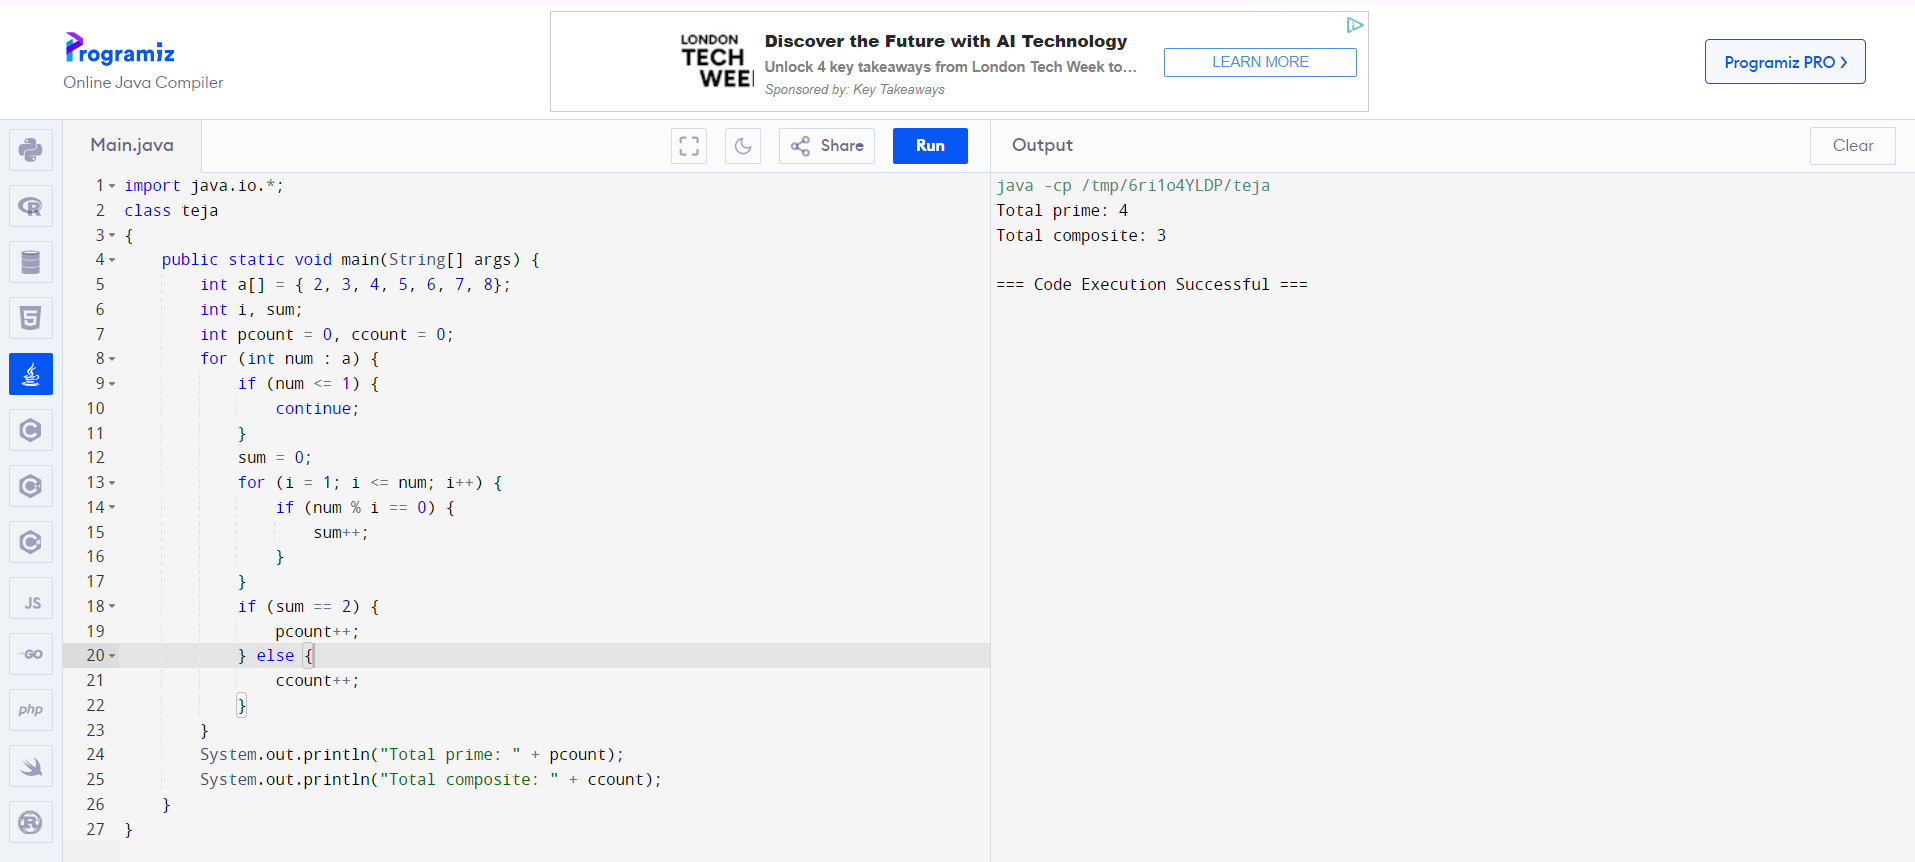 Programiz
Online Java Compiler
LONDON
TECH
WEE
Discover the Future with AI Technology
Unlock 4 key takeaways from London Tech Week to...
Sponsored by: Key Takeaways
LEARN MORE
Programiz PRO >
Main.java
Share
Run
Output
Clear
1 import java.io.*;
2 class teja
3 {
4     public static void main(String[] args) {
5         int a[] = { 2, 3, 4, 5, 6, 7, 8};
6         int i, sum;
7         int pcount = 0, ccount = 0;
8         for (int num : a) {
9             if (num <= 1) {
10                 continue;
11             }
12             sum = 0;
13             for (i = 1; i <= num; i++) {
14                 if (num % i == 0) {
15                     sum++;
16                 }
17             }
18             if (sum == 2) {
19                 pcount++;
20             } else {
21                 ccount++;
22             }
23         }
24         System.out.println("Total prime: " + pcount);
25         System.out.println("Total composite: " + ccount);
26     }
27 }
java -cp /tmp/6ri1o4YLDP/teja
Total prime: 4
Total composite: 3
=== Code Execution Successful ===
R
5
C
C
C
JS
GO
php
R